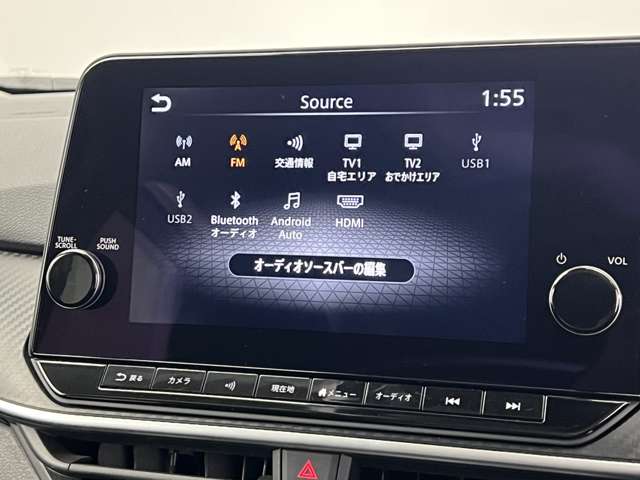 Source
1:55
AM
FM
交通情報
TV1
自宅エリア
TV2
おでかけエリア
USB1
USB2
Bluetooth
オーディオ
Android
Auto
HDMI
オーディオソースバーの編集
TUNE・
SCROLL
PUSH
SOUND
VOL
戻る
カメラ
現在地
メニュー
オーディオ